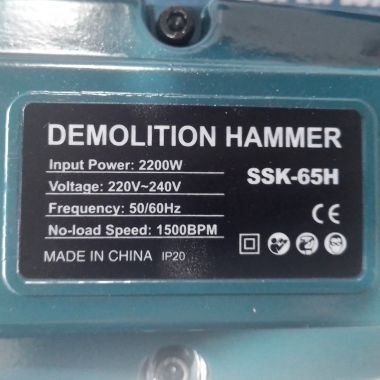 DEMOLITION HAMMER
Input Power: 2200W
Voltage: 220V~240V
SSK-65H
Frequency: 50/60Hz
No-load Speed: 1500BPM
CE
MADE IN CHINA IP20